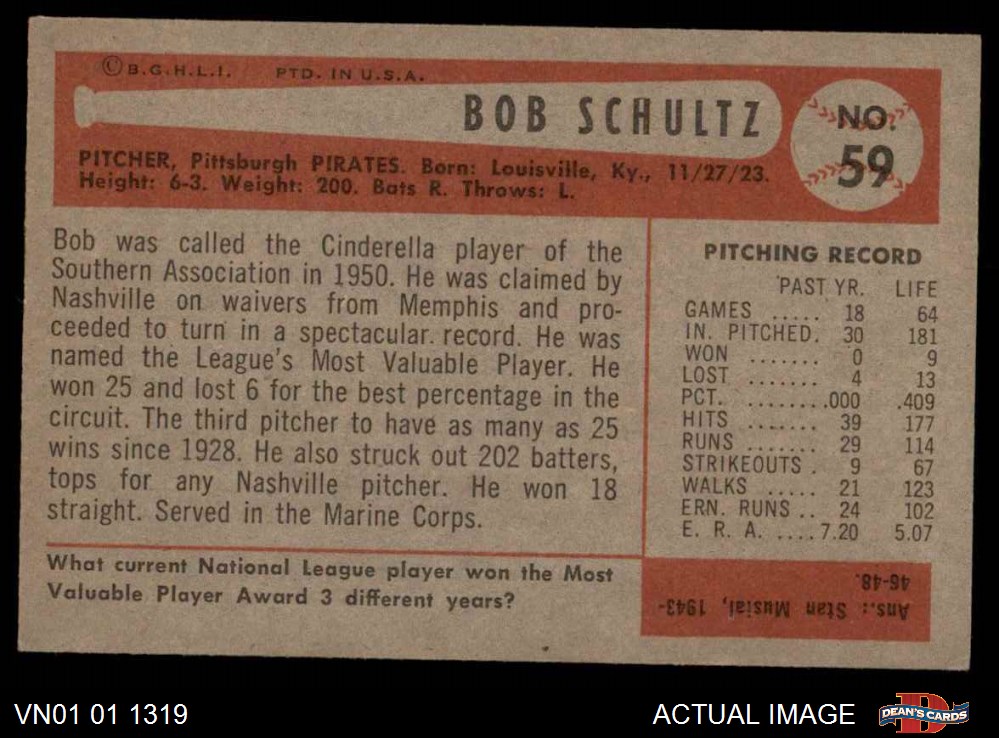 ©B.G.H.L.I. PTD. IN U.S.A.
BOB SCHULTZ
NO. 59
PITCHER, Pittsburgh PIRATES. Born: Louisville, Ky., 11/27/23.
Height: 6-3. Weight: 200. Bats R. Throws: L.
Bob was called the Cinderella player of the
Southern Association in 1950. He was claimed by
Nashville on waivers from Memphis and pro-
ceeded to turn in a spectacular record. He was
named the League's Most Valuable Player. He
won 25 and lost 6 for the best percentage in the
circuit. The third pitcher to have as many as 25
wins since 1928. He also struck out 202 batters,
tops for any Nashville pitcher. He won 18
straight. Served in the Marine Corps.
PITCHING RECORD
PAST YR. LIFE
GAMES ..... 18 64
IN. PITCHED. 30 181
WON ....... 0 9
LOST ....... 4 13
PCT. ........ .000 .409
HITS ....... 39 177
RUNS ....... 29 114
STRIKEOUTS . 9 67
WALKS ..... 21 123
ERN. RUNS .. 24 102
E. R. A. .... 7.20 5.07
What current National League player won the Most
Valuable Player Award 3 different years?
Ans.: Stan Musial, 1943-
46-48.
VN01 01 1319
ACTUAL IMAGE
DEAN'S CARDS